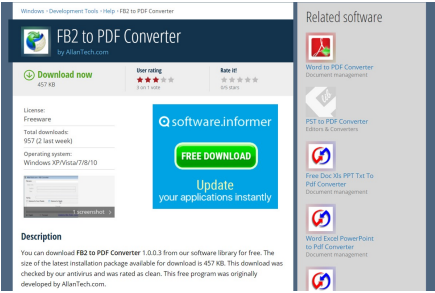 Windows › Development Tools › Help › FB2 to PDF Converter
FB2 to PDF Converter
by AllanTech.com
Download now
457 KB
User rating
3 on 1 vote
Rate it!
0/5 stars
License:
Freeware
Total downloads:
957 (2 last week)
Operating system:
Windows XP/Vista/7/8/10
1 screenshot ›
software.informer
FREE DOWNLOAD
Update
your applications instantly
Description
You can download FB2 to PDF Converter 1.0.0.3 from our software library for free. The
size of the latest installation package available for download is 457 KB. This download was
checked by our antivirus and was rated as clean. This free program was originally
developed by AllanTech.com.
Related software
Word to PDF Converter
Document management
PST to PDF Converter
Editors & Converters
Free Doc Xls PPT Txt To
Pdf Converter
Document management
Word Excel PowerPoint
to Pdf Converter
Document management